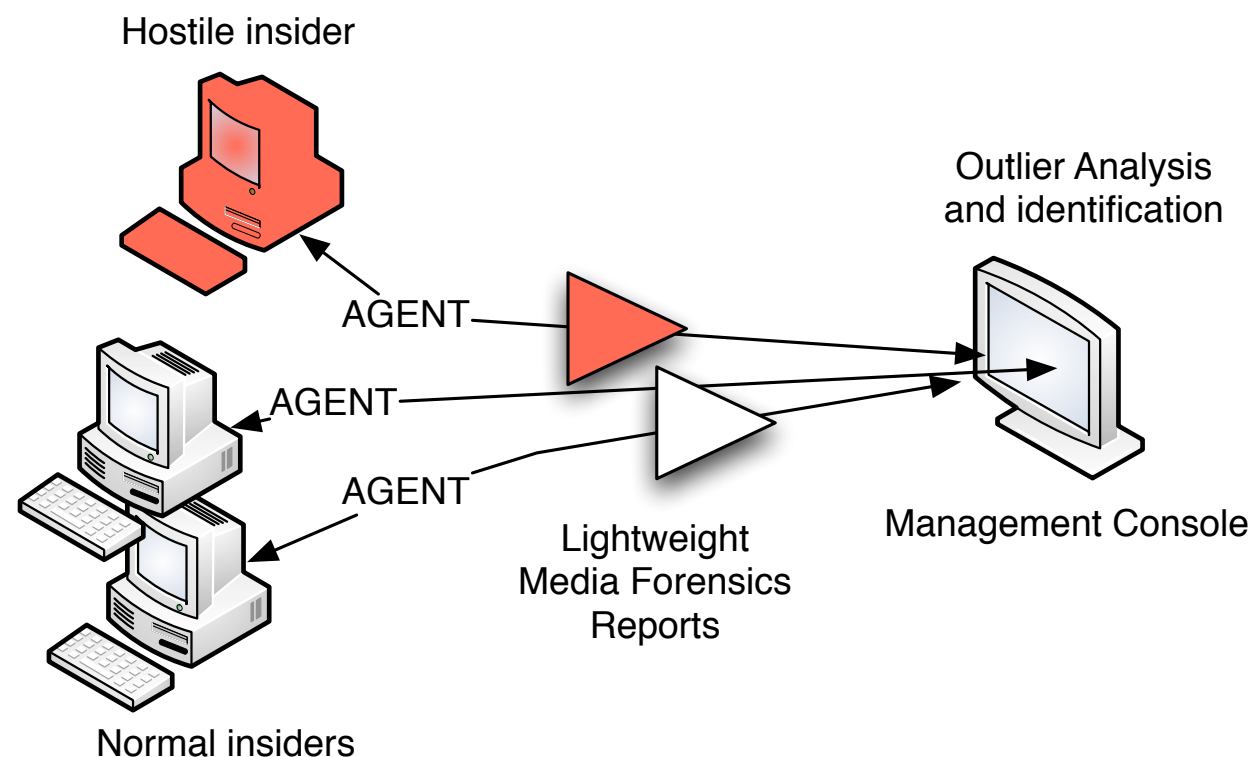 Hostile insider
Outlier Analysis
and identification
AGENT
AGENT
AGENT
Management Console
Lightweight
Media Forensics
Reports
Normal insiders